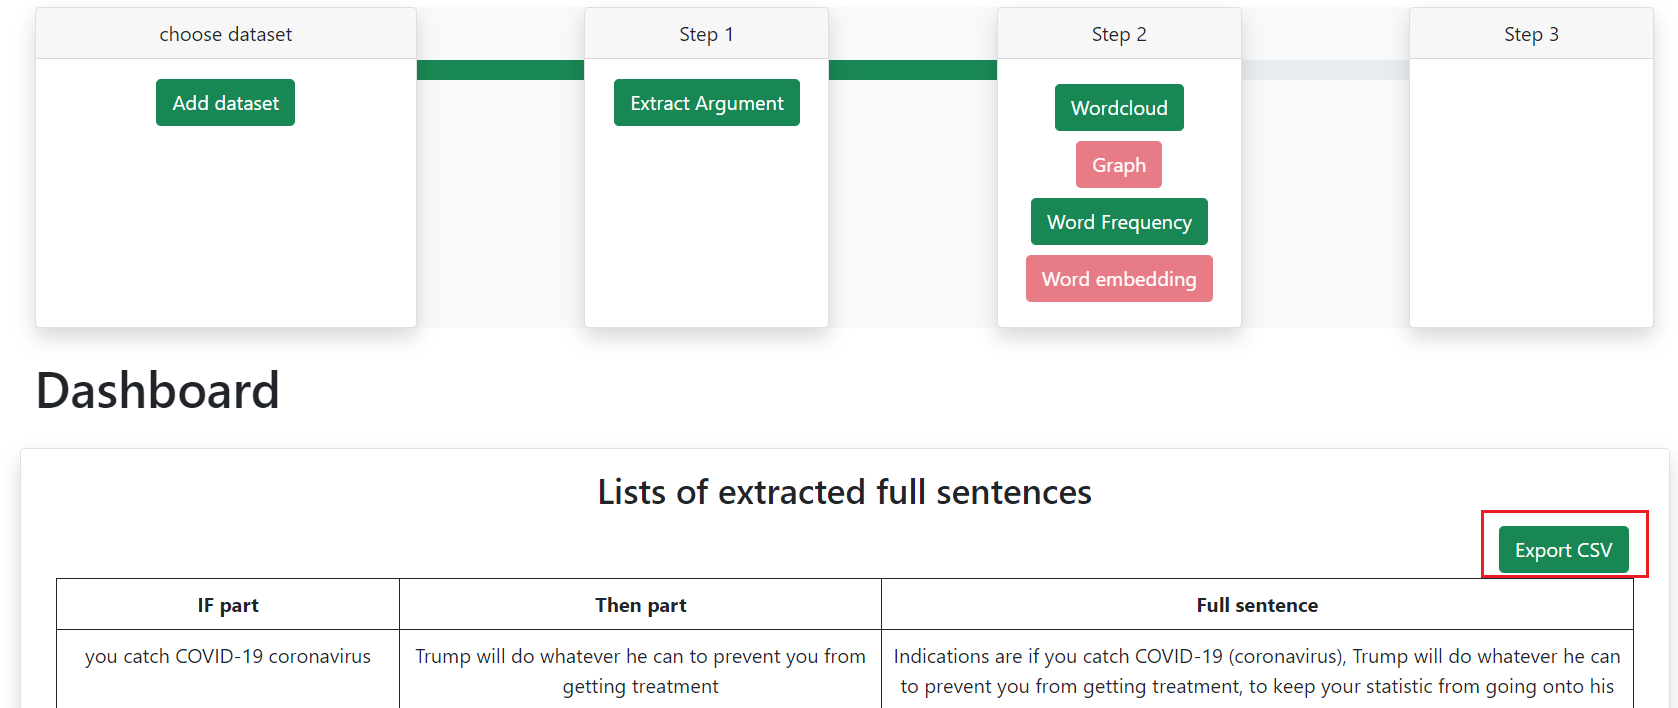 choose dataset
Step 1
Step 2
Step 3
Add dataset
Extract Argument
Wordcloud
Graph
Word Frequency
Word embedding
Dashboard
Lists of extracted full sentences
Export CSV
IF part
Then part
Full sentence
you catch COVID-19 coronavirus
Trump will do whatever he can to prevent you from
getting treatment
Indications are if you catch COVID-19 (coronavirus), Trump will do whatever he can
to prevent you from getting treatment, to keep your statistic from going onto his